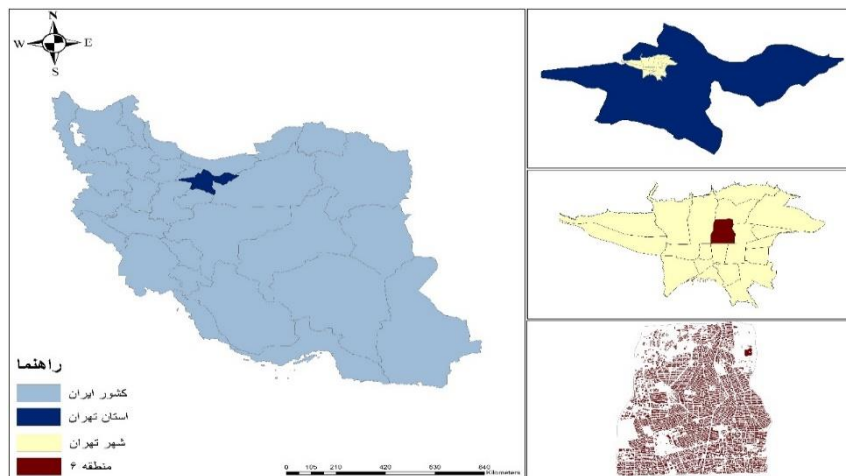 N
W E
S
راهنما
کشور ایران
استان تهران
شهر تهران
منطقه ۶
0 105 210 420 630 840
Kilometers